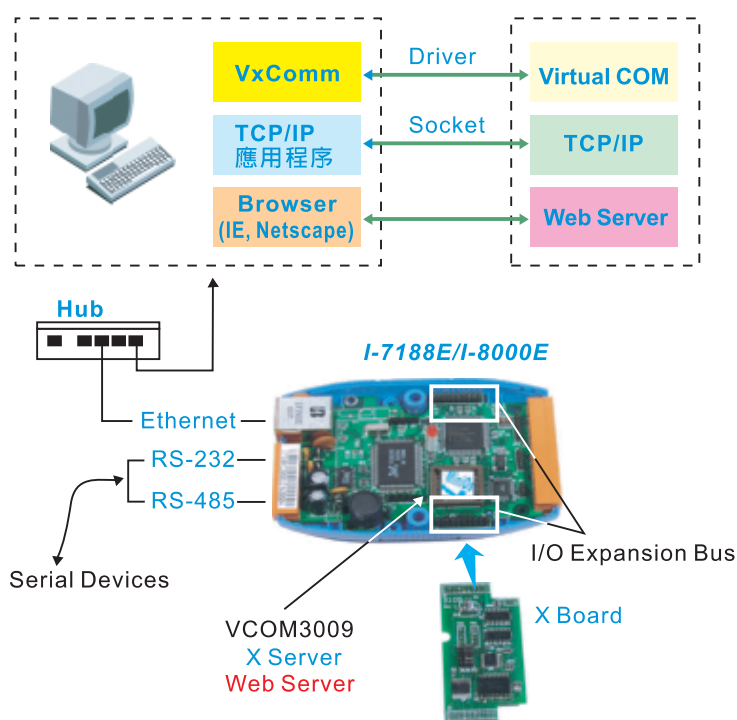 VxComm
Driver
Virtual COM
TCP/IP
應用程序
Socket
TCP/IP
Browser
(IE, Netscape)
Web Server
Hub
I-7188E/I-8000E
Ethernet
RS-232
RS-485
Serial Devices
I/O Expansion Bus
VCOM3009
X Server
Web Server
X Board